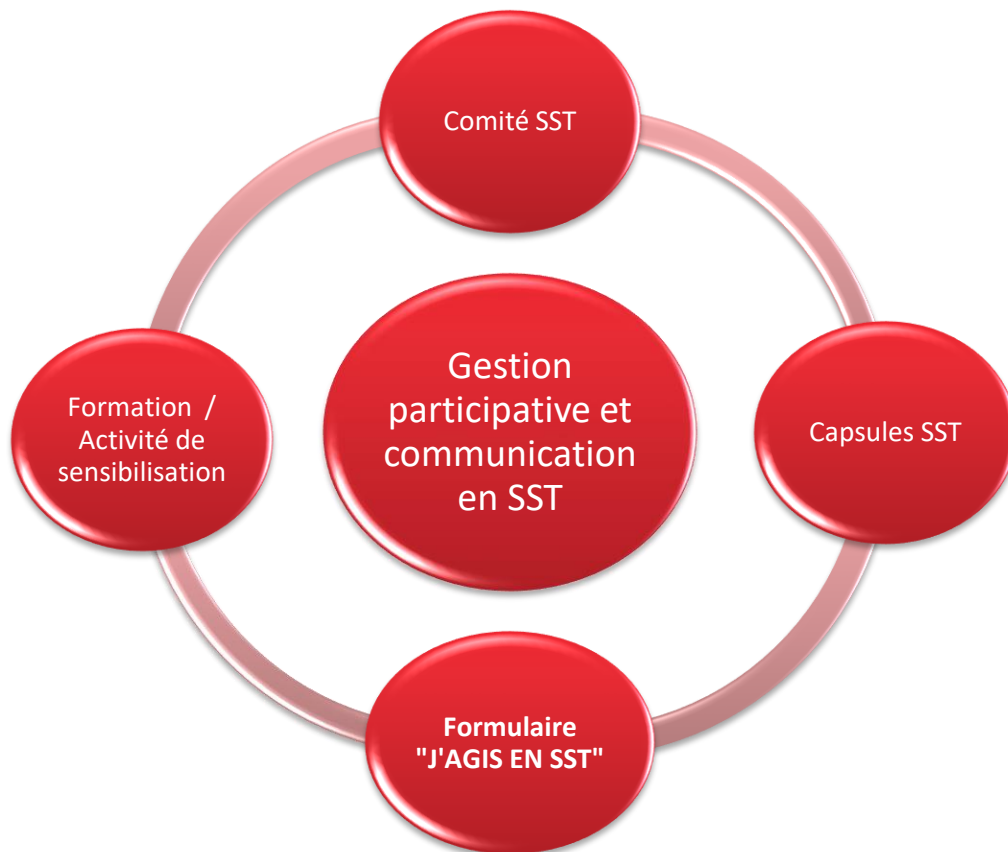 Comité SST
Gestion
participative et
communication
en SST
Formation /
Activité de
sensibilisation
Capsules SST
Formulaire
"J'AGIS EN SST"